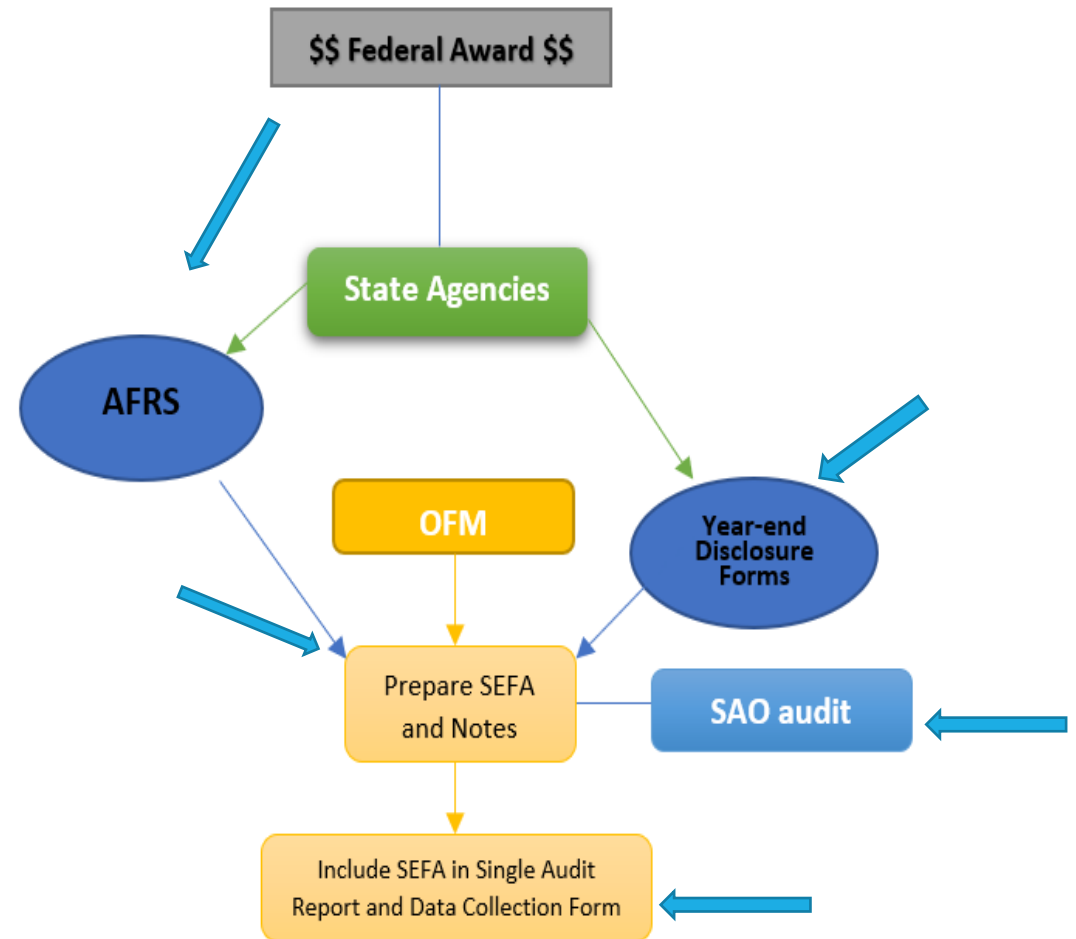 $$ Federal Award $$
State Agencies
AFRS
OFM
Year-end
Disclosure
Forms
Prepare SEFA
and Notes
SAO audit
Include SEFA in Single Audit
Report and Data Collection Form